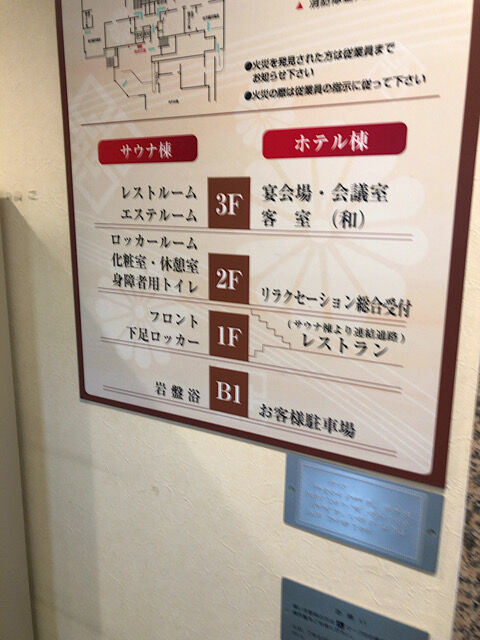 ●火災を発見された方は従業員まで
お知らせ下さい
●火災の際は従業員の指示に従って下さい
サウナ棟
ホテル棟
レストルーム
エステルーム
3F
宴会場・会議室
客 室 (和)
ロッカールーム
化粧室・休憩室
身障者用トイレ
2F
リラクセーション総合受付
フロント
下足ロッカー
1F
(サウナ棟より連結通路)
レストラン
岩盤浴
B1
お客様駐車場